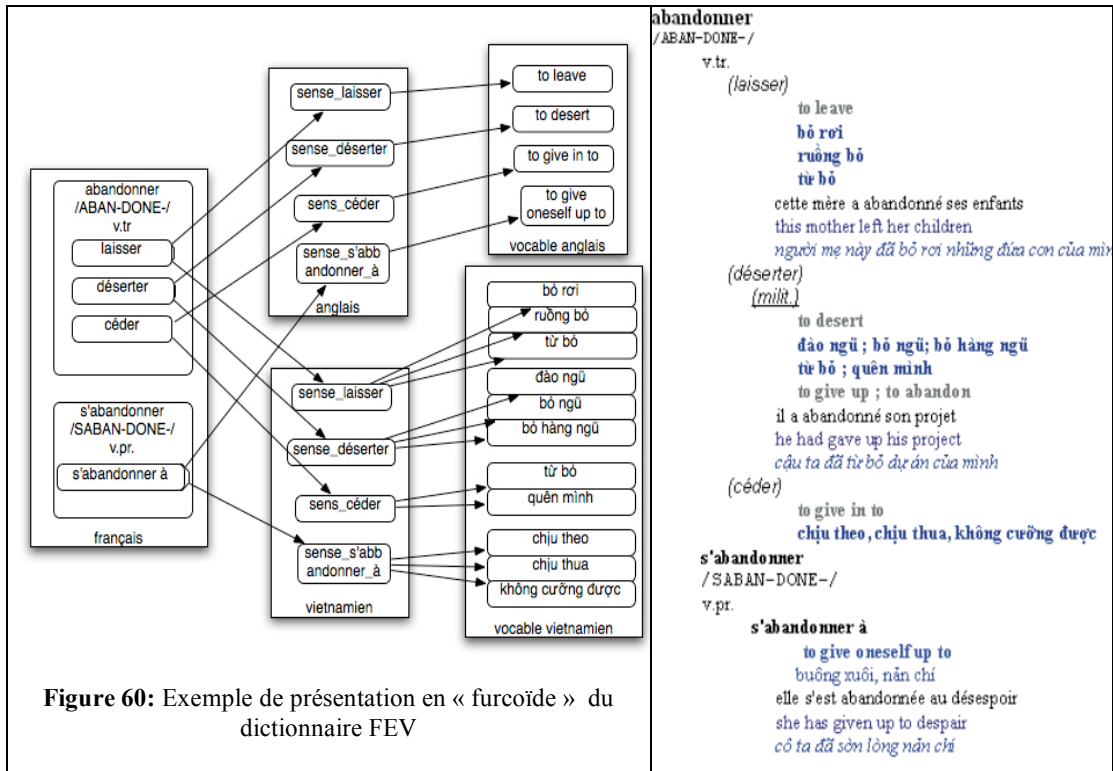 abandonner
/ABAN-DONE-/
v.tr
laisser
déserter
céder
s'abandonner
/SABAN-DONE-/
v.pr.
s'abandonner à
français
sense_laisser
sense_déserter
sens_céder
sense_s'abb
andonner_à
anglais
to leave
to desert
to give in to
to give
oneself up to
vocable anglais
sense_laisser
sense_déserter
sens_céder
sense_s'abb
andonner_à
vietnamien
bỏ rơi
ruồng bỏ
từ bỏ
đào ngũ
bỏ ngũ
bỏ hàng ngũ
từ bỏ
quên mình
chịu theo
chịu thua
không cưỡng được
vocable vietnamien
Figure 60: Exemple de présentation en « furcoïde » du
dictionnaire FEV
abandonner
/ABAN-DONE-/
v.tr.
(laisser)
to leave
bỏ rơi
ruồng bỏ
từ bỏ
cette mère a abandonné ses enfants
this mother left her children
người mẹ này đã bỏ rơi những đứa con của mìn
(déserter)
(milit.)
to desert
đào ngũ ; bỏ ngũ; bỏ hàng ngũ
từ bỏ ; quên mình
to give up ; to abandon
il a abandonné son projet
he had gave up his project
cậu ta đã từ bỏ dự án của mình
(céder)
to give in to
chịu theo, chịu thua, không cưỡng được
s'abandonner
/SABAN-DONE-/
v.pr.
s'abandonner à
to give oneself up to
buông xuôi, nản chí
elle s'est abandonnée au désespoir
she has given up to despair
cô ta đã sờn lòng nản chí